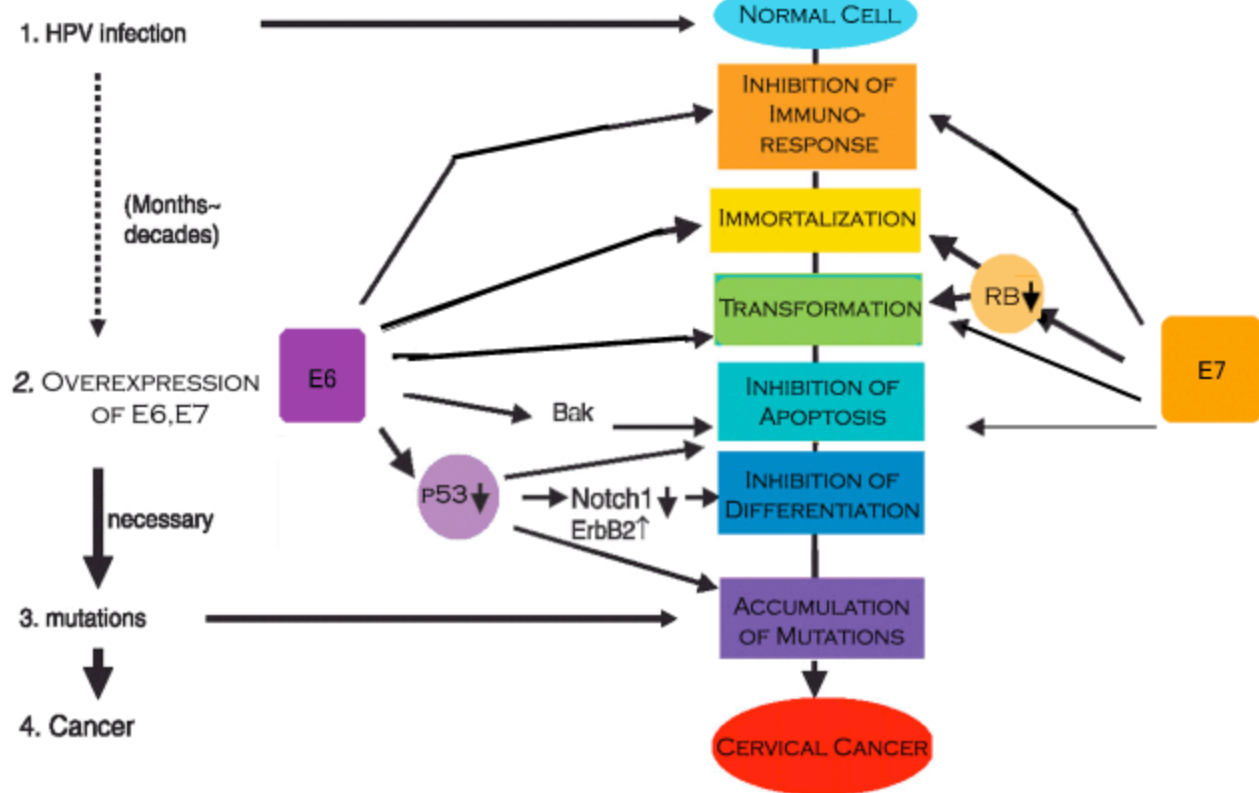 1. HPV infection
(Months~
decades)
2. OVEREXPRESSION
OF E6,E7
necessary
3. mutations
4. Cancer
E6
Bak
P53↓
Notch1↓
ErbB2↑
NORMAL CELL
INHIBITION OF
IMMUNO-
RESPONSE
IMMORTALIZATION
TRANSFORMATION
INHIBITION OF
APOPTOSIS
INHIBITION OF
DIFFERENTIATION
ACCUMULATION
OF MUTATIONS
CERVICAL CANCER
RB↓
E7